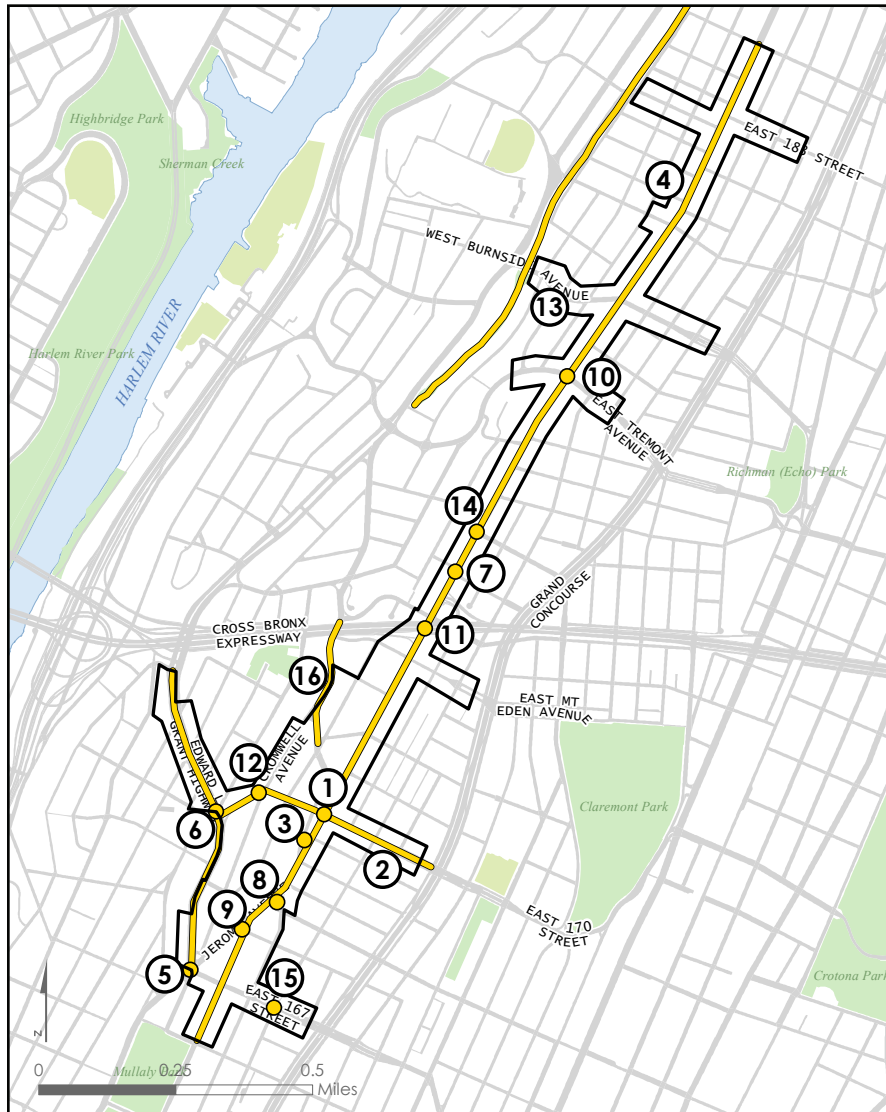 Highbridge Park
Sherman Creek
EAST 183 STREET
4
WEST BURNSIDE AVENUE
13
HARLEM RIVER
Harlem River Park
10
EAST TREMONT
AVENUE
Richman (Echo) Park
14
7
GRAND
CONCOURSE
CROSS BRONX
EXPRESSWAY
11
16
EAST MT
EDEN AVENUE
CROMWELL
AVENUE
EDWARD L
GRANT HIGHWAY
12
1
Claremont Park
6
3
2
8
9
EAST 170
STREET
JEROME AVENUE
5
15
EAST 167
STREET
Crotona Park
z
Mullaly Park
0
0.25
0.5
Miles